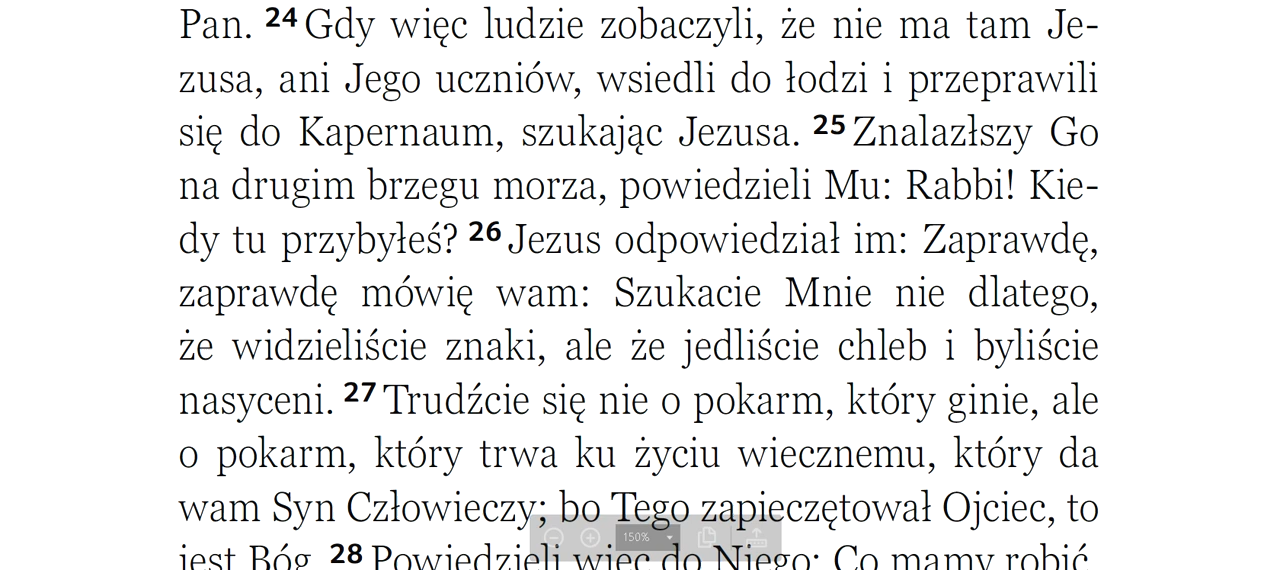 Pan. 24 Gdy więc ludzie zobaczyli, że nie ma tam Je-
zusa, ani Jego uczniów, wsiedli do łodzi i przeprawili
się do Kapernaum, szukając Jezusa. 25 Znalazłszy Go
na drugim brzegu morza, powiedzieli Mu: Rabbi! Kie-
dy tu przybyłeś? 26 Jezus odpowiedział im: Zaprawdę,
zaprawdę mówię wam: Szukacie Mnie nie dlatego,
że widzieliście znaki, ale że jedliście chleb i byliście
nasyceni. 27 Trudźcie się nie o pokarm, który ginie, ale
o pokarm, który trwa ku życiu wiecznemu, który da
wam Syn Człowieczy; bo Tego zapieczętował Ojciec, to
150%
jest Bóg. 28 Powiedzieli więc do Niego: Co mamy robić,